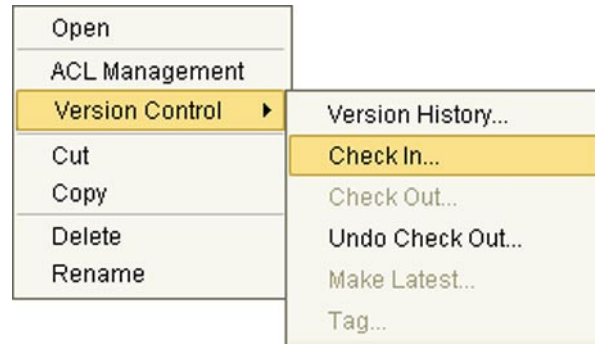 Open
ACL Management
Version Control
Cut
Copy
Delete
Rename
Version History...
Check In...
Check Out...
Undo Check Out...
Make Latest...
Tag...